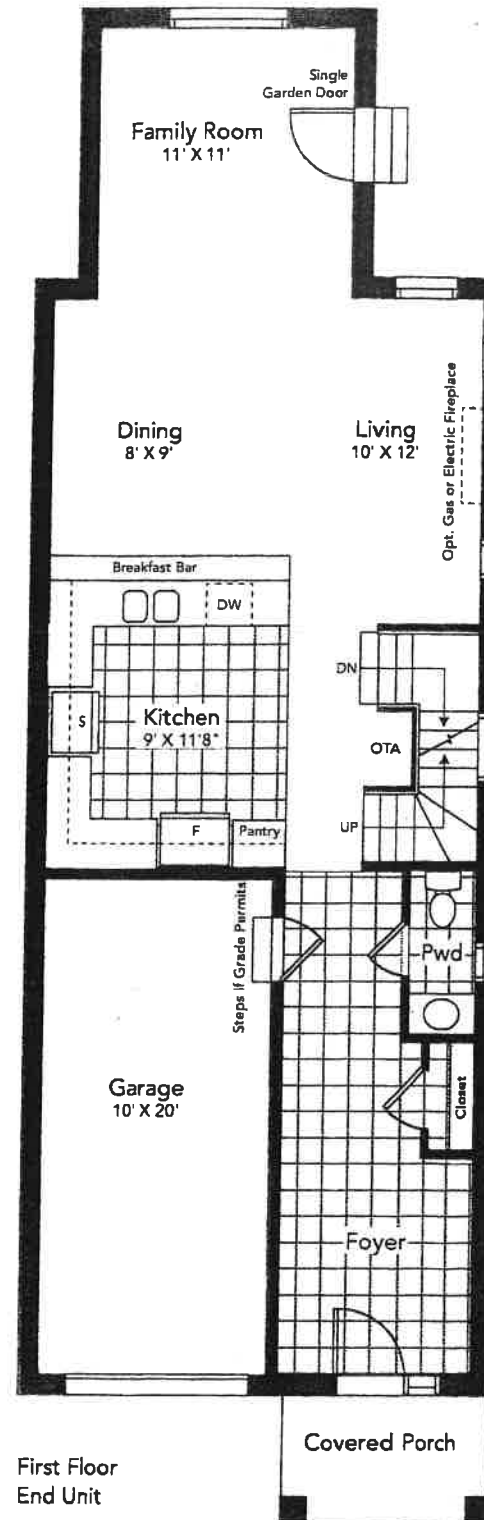 Single
Garden Door
Family Room
11' X 11'
Dining
8' X 9'
Living
10' X 12'
Opt. Gas or Electric Fireplace
Breakfast Bar
DW
DN
S
Kitchen
9' X 11'8"
OTA
UP
F
Pantry
Steps If Grade Permits
Pwd
Garage
10' X 20'
Closet
Foyer
Covered Porch
First Floor
End Unit